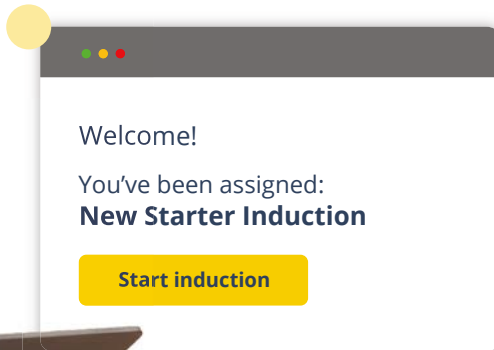 Welcome!
You’ve been assigned:
New Starter Induction
Start induction